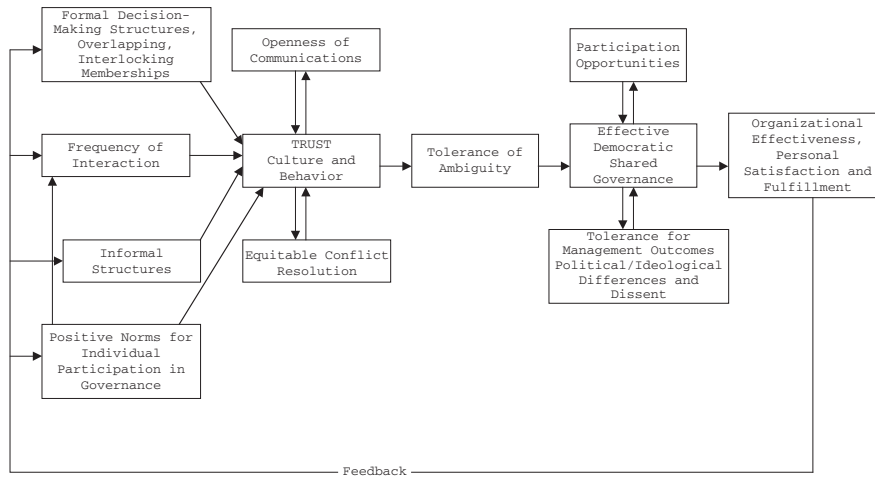 Formal Decision-
Making Structures,
Overlapping,
Interlocking
Memberships
Openness of
Communications
Participation
Opportunities
Frequency of
Interaction
TRUST
Culture and
Behavior
Tolerance of
Ambiguity
Effective
Democratic
Shared
Governance
Organizational
Effectiveness,
Personal
Satisfaction and
Fulfillment
Informal
Structures
Equitable Conflict
Resolution
Tolerance for
Management Outcomes
Political/Ideological
Differences and
Dissent
Positive Norms for
Individual
Participation in
Governance
Feedback